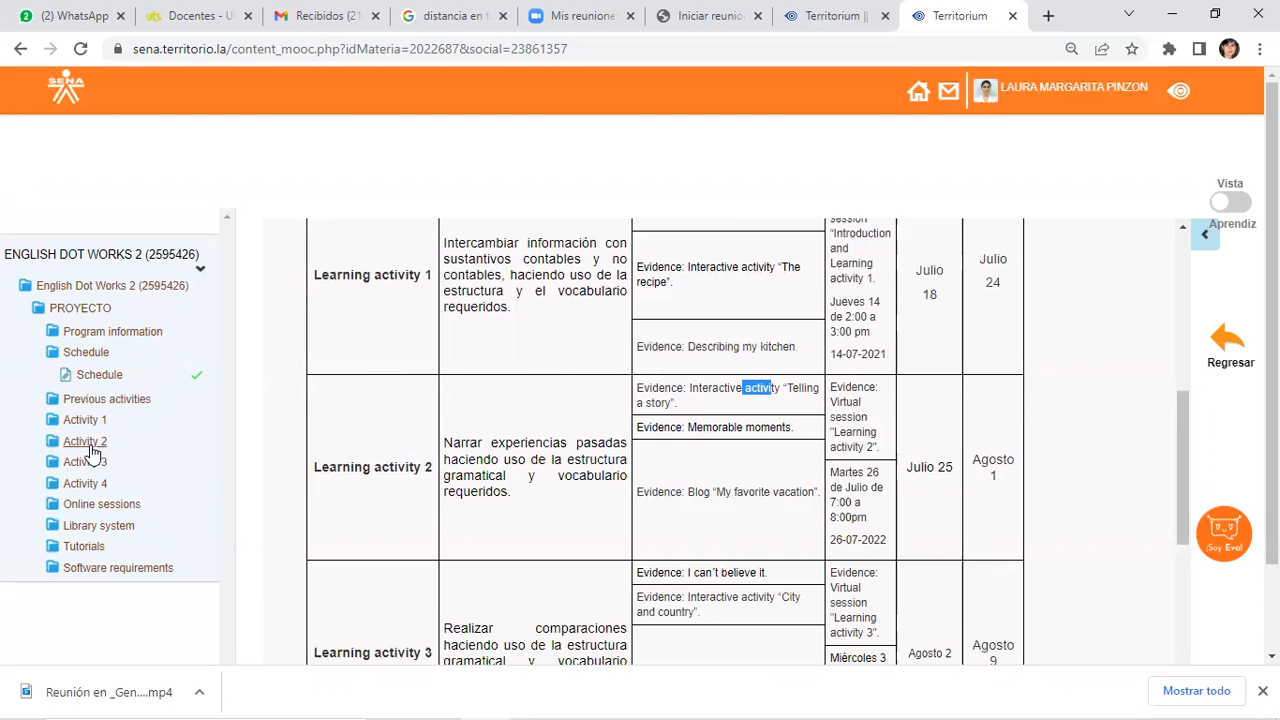 (2) WhatsApp
Docentes - U
Recibidos (21
distancia en t
Mis reunione
Iniciar reunio
Territorium ||
Territorium
sena.territorio.la/content_mooc.php?idMateria=2022687&social=23861357
SENA
LAURA MARGARITA PINZON
Vista
Aprendiz
Regresar
¡Soy Eva!
ENGLISH DOT WORKS 2 (2595426)
English Dot Works 2 (2595426)
PROYECTO
Program information
Schedule
Schedule
Previous activities
Activity 1
Activity 2
Activity 3
Activity 4
Online sessions
Library system
Tutorials
Software requirements
Learning activity 1
Intercambiar información con
sustantivos contables y no
contables, haciendo uso de la
estructura y el vocabulario
requeridos.
Evidence: Interactive activity “The
recipe”.
Evidence: Describing my kitchen.
session
“Introduction
and
Learning
activity 1.
Jueves 14
de 2:00 a
3:00 pm
14-07-2021
Julio
18
Julio
24
Learning activity 2
Narrar experiencias pasadas
haciendo uso de la estructura
gramatical y vocabulario
requeridos.
Evidence: Interactive activity “Telling
a story”.
Evidence: Memorable moments.
Evidence: Blog “My favorite vacation”.
Evidence:
Virtual
session
"Learning
activity 2”.
Martes 26
de Julio de
7:00 a
8:00pm
26-07-2022
Julio 25
Agosto
1
Learning activity 3
Realizar comparaciones
haciendo uso de la estructura
gramatical y vocabulario
Evidence: I can´t believe it.
Evidence: Interactive activity “City
and country”.
Evidence:
Virtual
session
"Learning
activity 3”.
Miércoles 3
Agosto 2
Agosto
9
Reunión en _Gen....mp4
Mostrar todo